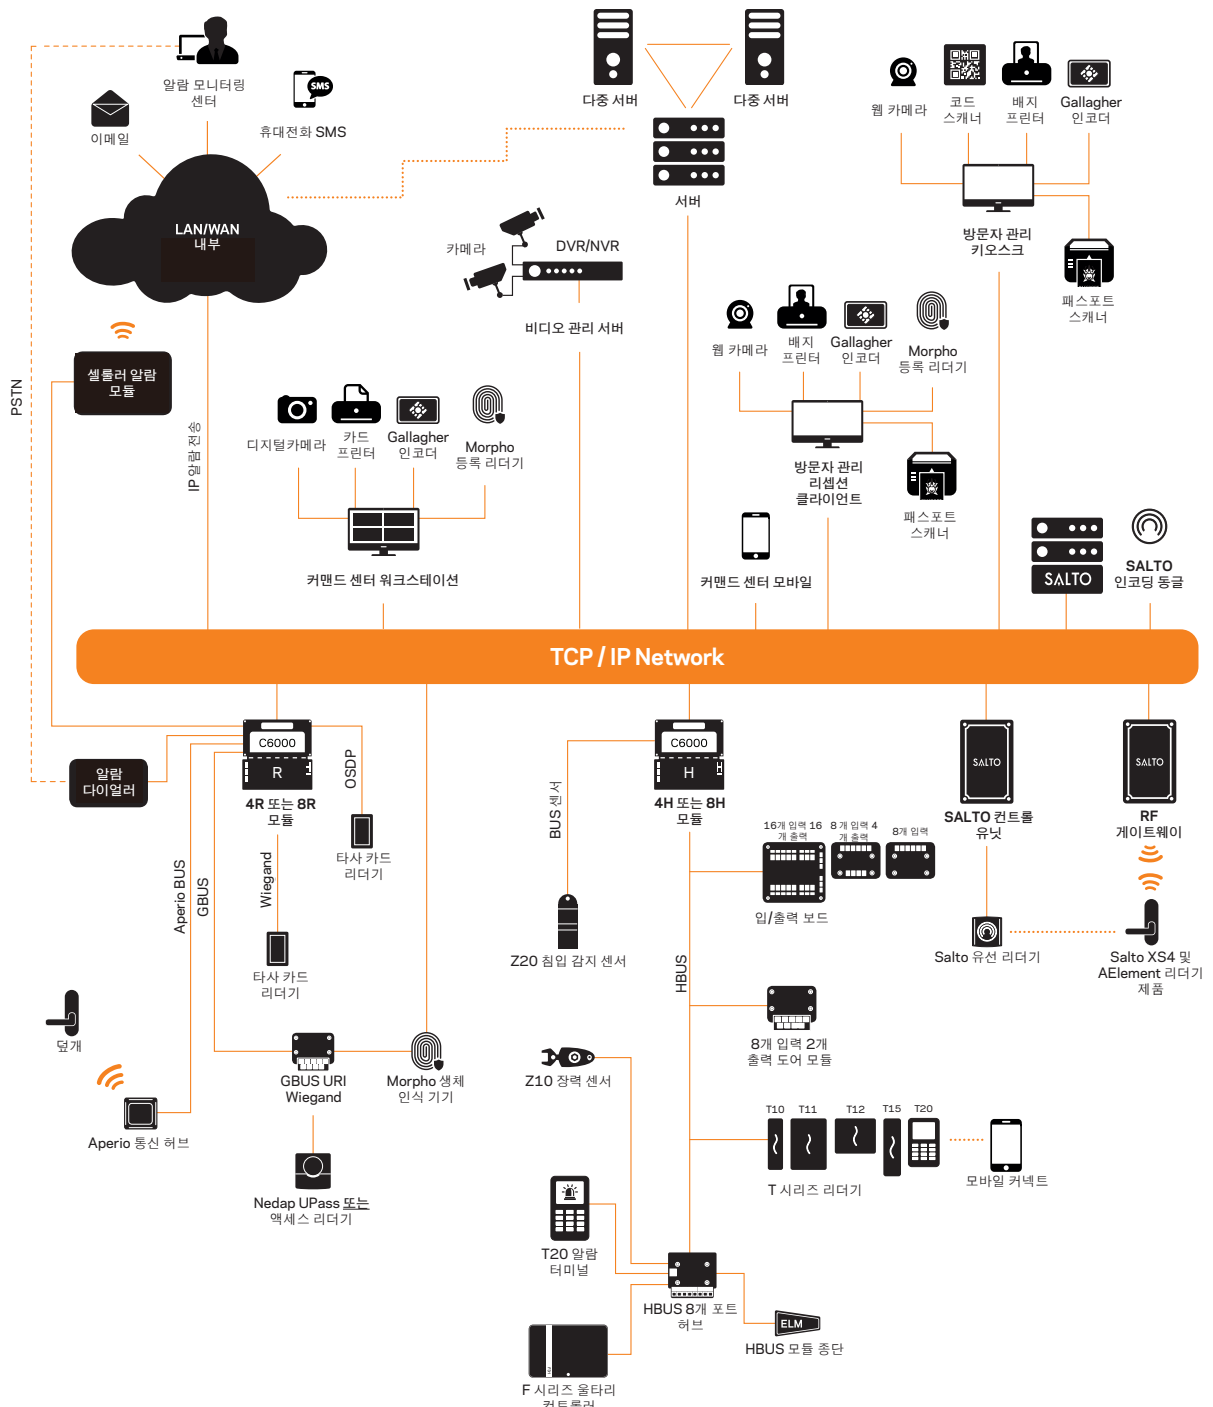 알람 모니터링
센터
이메일
SMS
휴대전화 SMS
LAN/WAN
내부
다중 서버
다중 서버
서버
웹 카메라
코드
스캐너
배지
프린터
Gallagher
인코더
방문자 관리
키오스크
패스포트
스캐너
카메라
DVR/NVR
비디오 관리 서버
웹 카메라
배지
프린터
Gallagher
인코더
Morpho
등록 리더기
방문자 관리
리셉션
클라이언트
패스포트
스캐너
PSTN
셀룰러 알람
모듈
IP 알람 전송
디지털카메라
카드
프린터
Gallagher
인코더
Morpho
등록 리더기
커맨드 센터 워크스테이션
커맨드 센터 모바일
SALTO
SALTO
인코딩 동글
TCP / IP Network
알람
다이얼러
C6000
R
4R 또는 8R
모듈
OSDP
타사 카드
리더기
Wiegand
타사 카드
리더기
Aperio BUS
GBUS
덮개
Aperio 통신 허브
GBUS URI
Wiegand
Morpho 생체
인식 기기
Nedap UPass 또는
액세스 리더기
C6000
H
4H 또는 8H
모듈
BUS 센서
Z20 침입 감지 센서
HBUS
16개 입력 16
개 출력
8 개 입력 4
개 출력
8개 입력
입/출력 보드
8개 입력 2개
출력 도어 모듈
Z10 장력 센서
T10
T11
T12
T15
T20
T 시리즈 리더기
모바일 커넥트
T20 알람
터미널
HBUS 8개 포트
허브
ELM
HBUS 모듈 종단
F 시리즈 울타리
컨트롤러
SALTO
SALTO 컨트롤
유닛
SALTO
RF
게이트웨이
Salto 유선 리더기
Salto XS4 및
AElement 리더기
제품